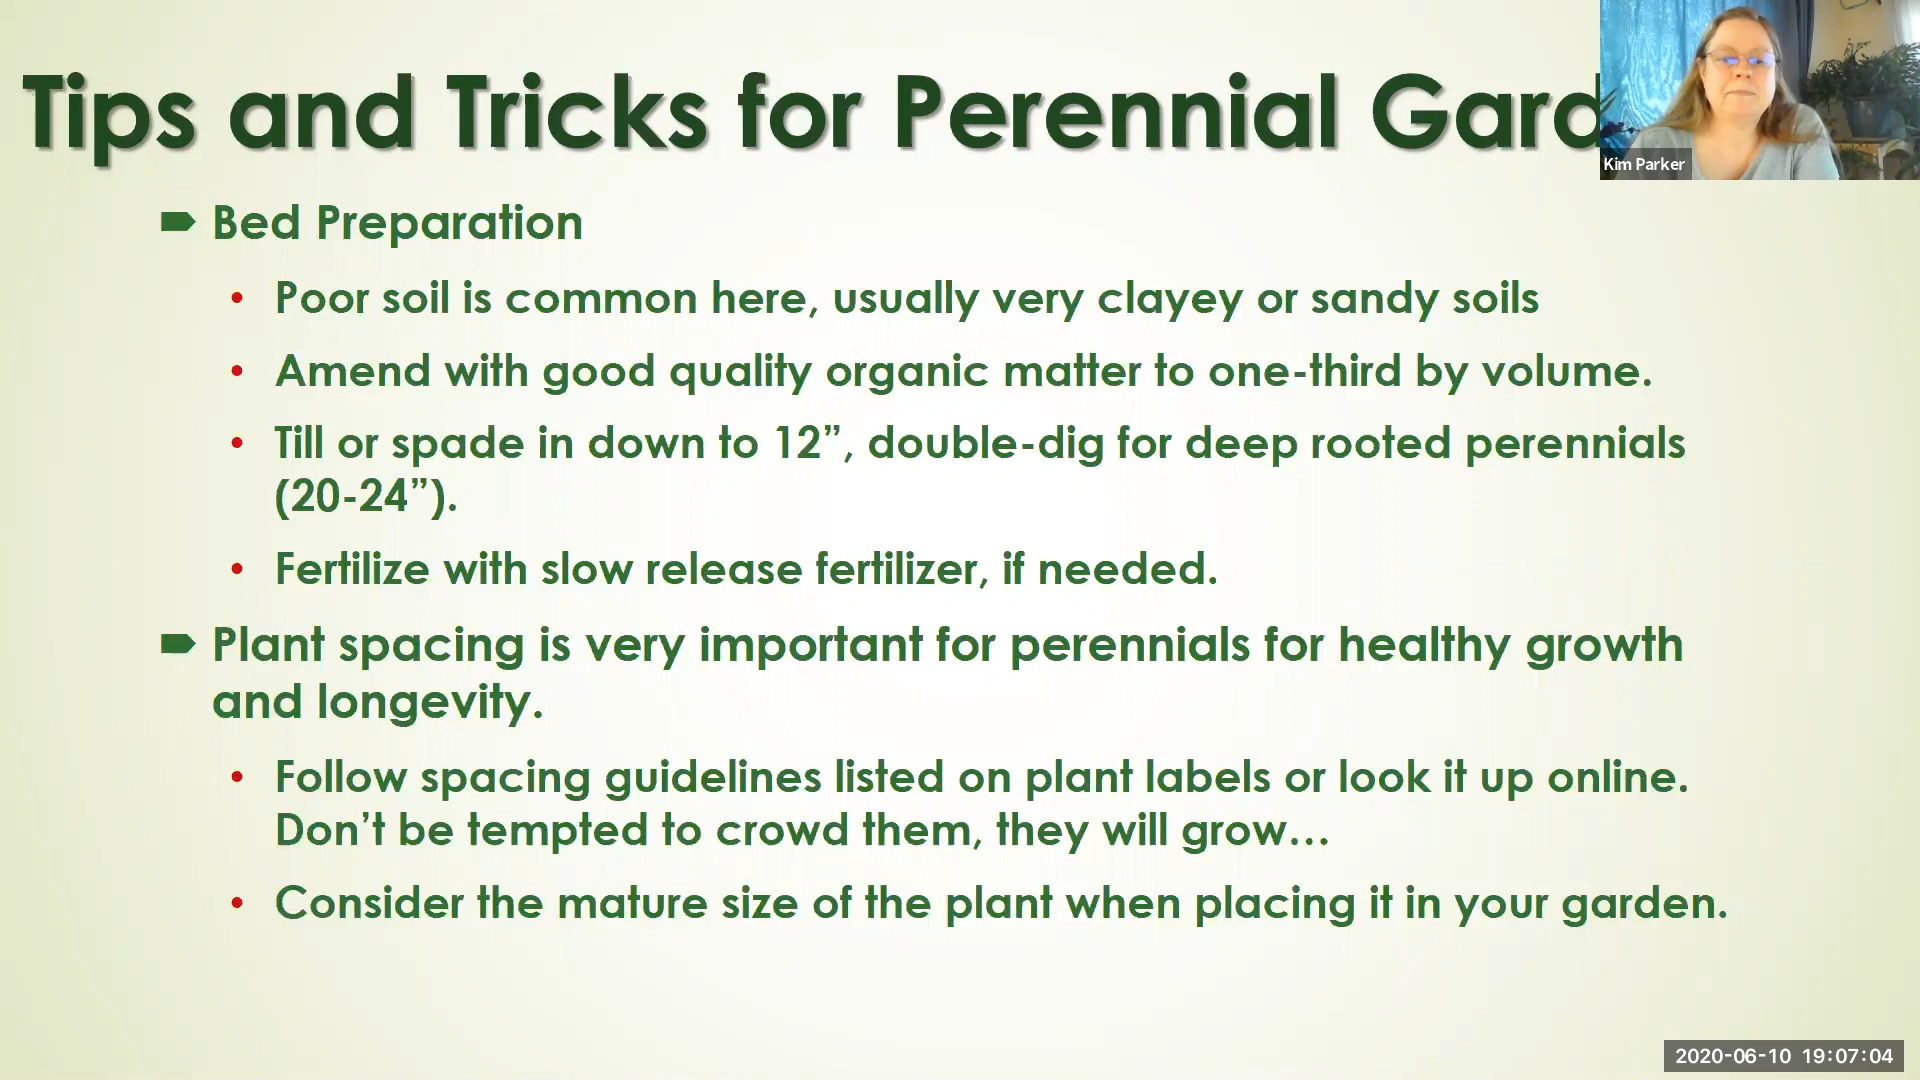 Tips and Tricks for Perennial Gard
Kim Parker
Bed Preparation
• Poor soil is common here, usually very clayey or sandy soils
• Amend with good quality organic matter to one-third by volume.
• Till or spade in down to 12”, double-dig for deep rooted perennials
(20-24”).
• Fertilize with slow release fertilizer, if needed.
Plant spacing is very important for perennials for healthy growth
and longevity.
• Follow spacing guidelines listed on plant labels or look it up online.
Don’t be tempted to crowd them, they will grow…
• Consider the mature size of the plant when placing it in your garden.
2020-06-10 19:07:04